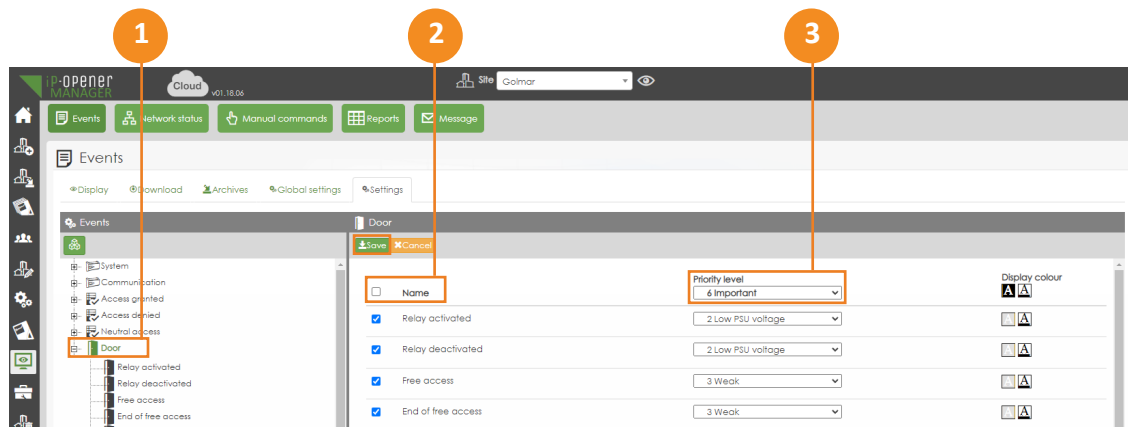 1
2
3
iP·OPENER
MANAGER
Cloud
v01.18.06
Site
Golmar
Events
Network status
Manual commands
Reports
Message
Events
Display
Download
Archives
Global settings
Settings
Events
Door
Save
Cancel
System
Communication
Access granted
Access denied
Neutral access
Door
Relay activated
Relay deactivated
Free access
End of free access
Name
Priority level
6 Important
Display colour
A A
Relay activated
2 Low PSU voltage
A A
Relay deactivated
2 Low PSU voltage
A A
Free access
3 Weak
A A
End of free access
3 Weak
A A